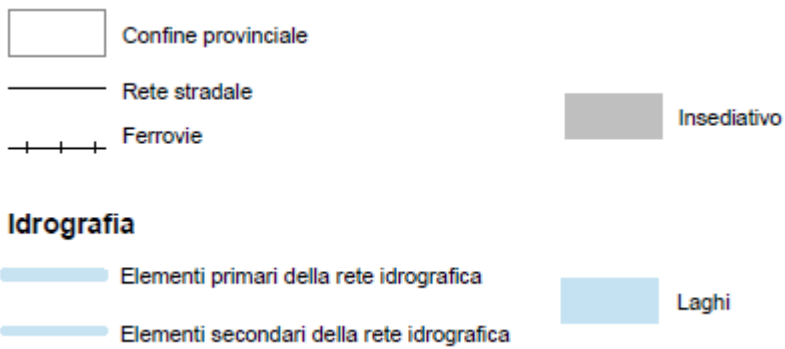 Confine provinciale
Rete stradale
Ferrovie
Insediativo
Idrografia
Elementi primari della rete idrografica
Elementi secondari della rete idrografica
Laghi